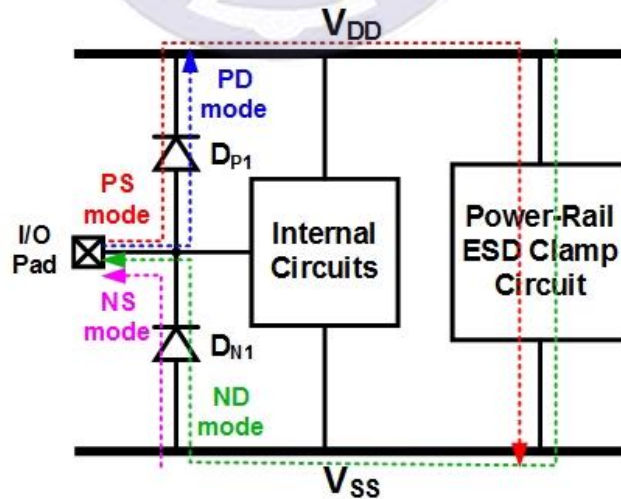 VDD
PD
mode
DP1
PS
mode
I/O
Pad
Internal
Circuits
Power-Rail
ESD Clamp
Circuit
NS
mode
DN1
ND
mode
VSS